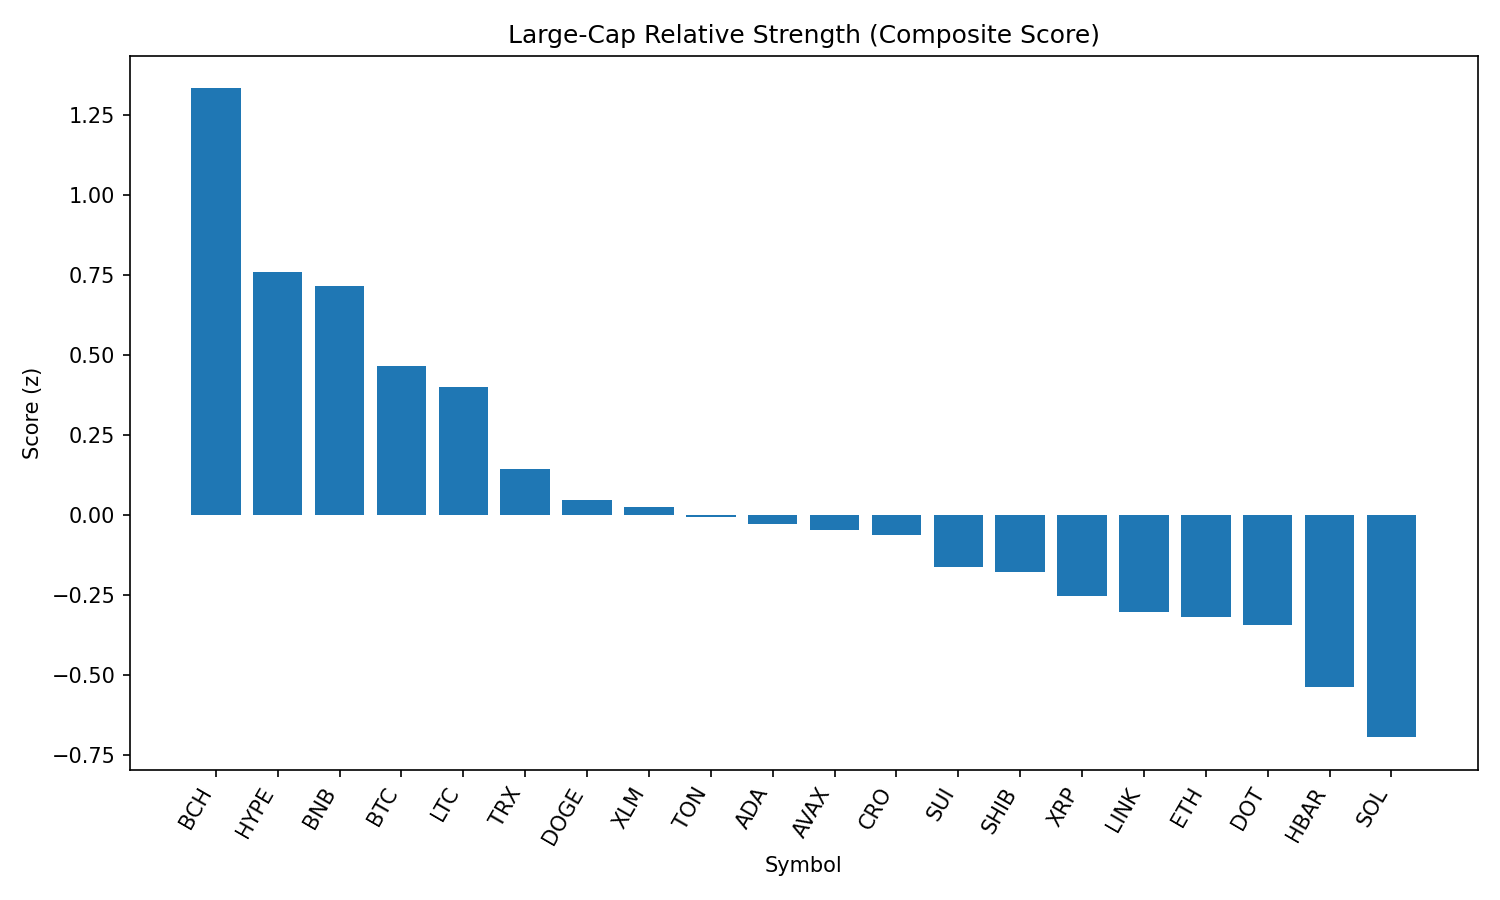 Large-Cap Relative Strength (Composite Score)
Score (z)
1.25
1.00
0.75
0.50
0.25
0.00
−0.25
−0.50
−0.75
BCH
HYPE
BNB
BTC
LTC
TRX
DOGE
XLM
TON
ADA
AVAX
CRO
SUI
SHIB
XRP
LINK
ETH
DOT
HBAR
SOL
Symbol